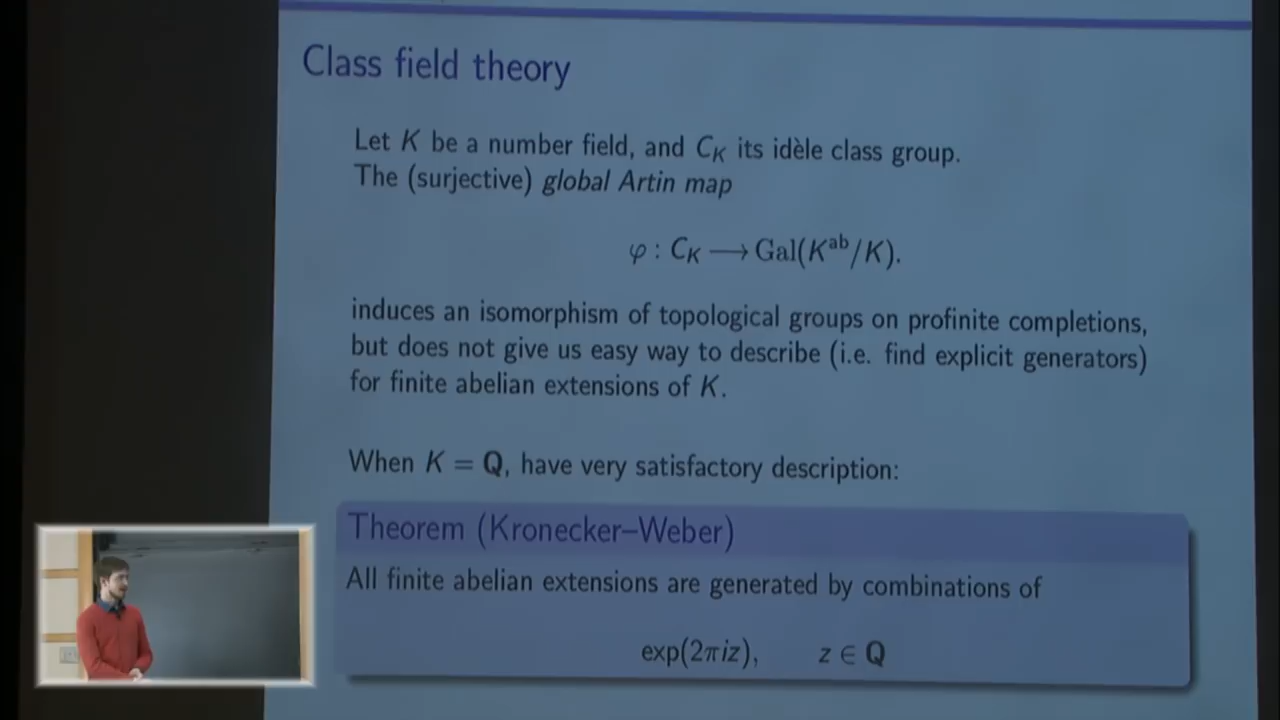 Class field theory
Let K be a number field, and C_K its idèle class group.
The (surjective) global Artin map
φ : C_K ⟶ Gal(K^ab/K).
induces an isomorphism of topological groups on profinite completions,
but does not give us easy way to describe (i.e. find explicit generators)
for finite abelian extensions of K.
When K = Q, have very satisfactory description:
Theorem (Kronecker–Weber)
All finite abelian extensions are generated by combinations of
exp(2πiz), z ∈ Q